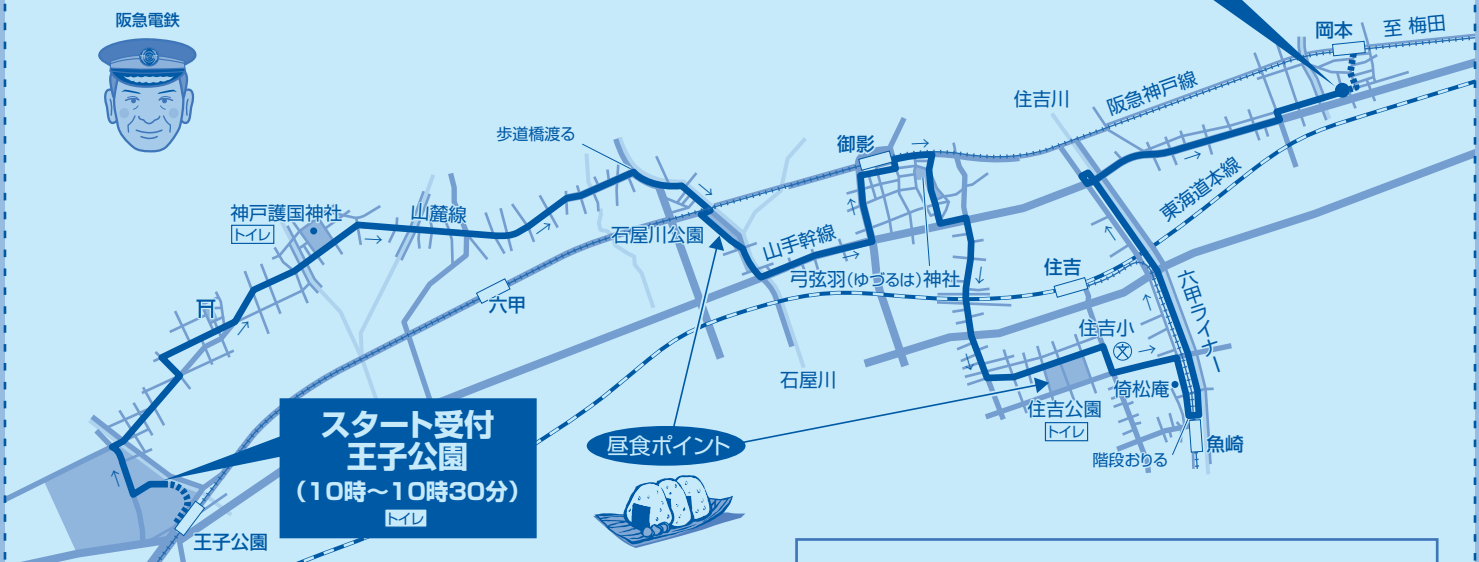 阪急電鉄
岡本
至 梅田
阪急神戸線
住吉川
歩道橋渡る
御影
東海道本線
神戸護国神社
トイレ
山麓線
石屋川公園
山手幹線
弓弦羽(ゆづるは)神社
住吉
六甲
六甲ライナー
住吉小
文
石屋川
倚松庵
住吉公園
トイレ
スタート受付
王子公園
(10時~10時30分)
トイレ
昼食ポイント
魚崎
階段おりる
王子公園